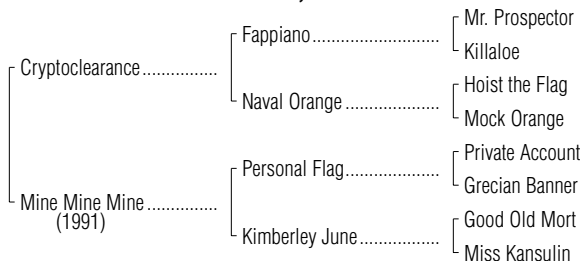 Mr. Prospector
Fappiano
Killaloe
Cryptoclearance
Hoist the Flag
Naval Orange
Mock Orange
Private Account
Personal Flag
Grecian Banner
Mine Mine Mine
(1991)
Good Old Mort
Kimberley June
Miss Kansulin